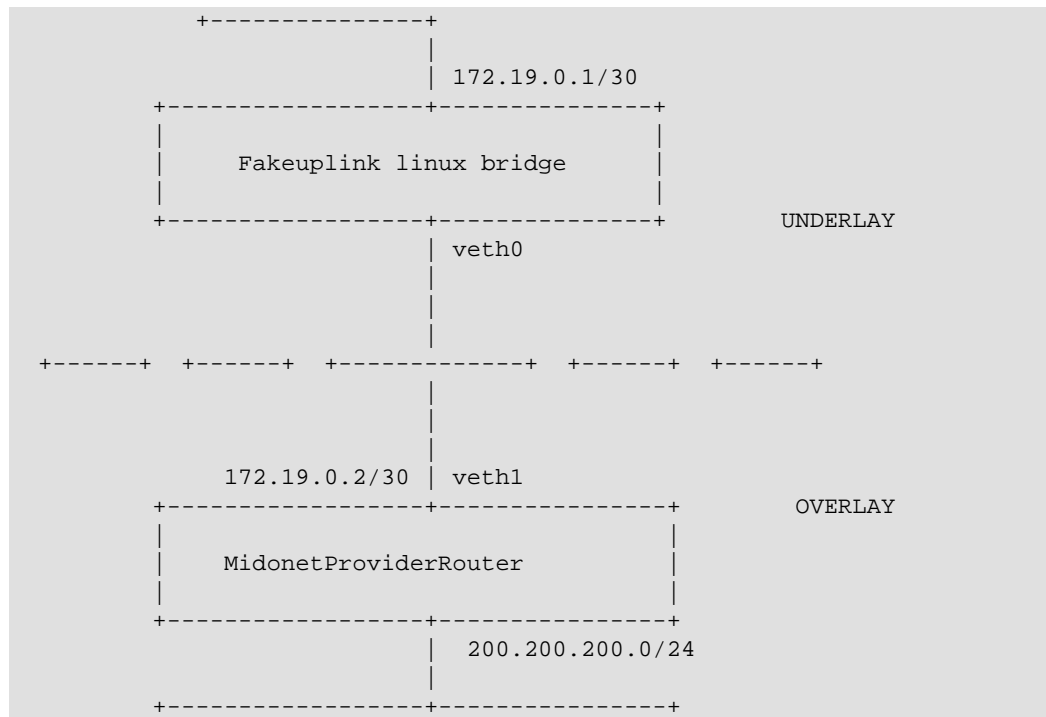 172.19.0.1/30
Fakeuplink linux bridge
UNDERLAY
veth0
172.19.0.2/30 veth1
OVERLAY
MidonetProviderRouter
200.200.200.0/24